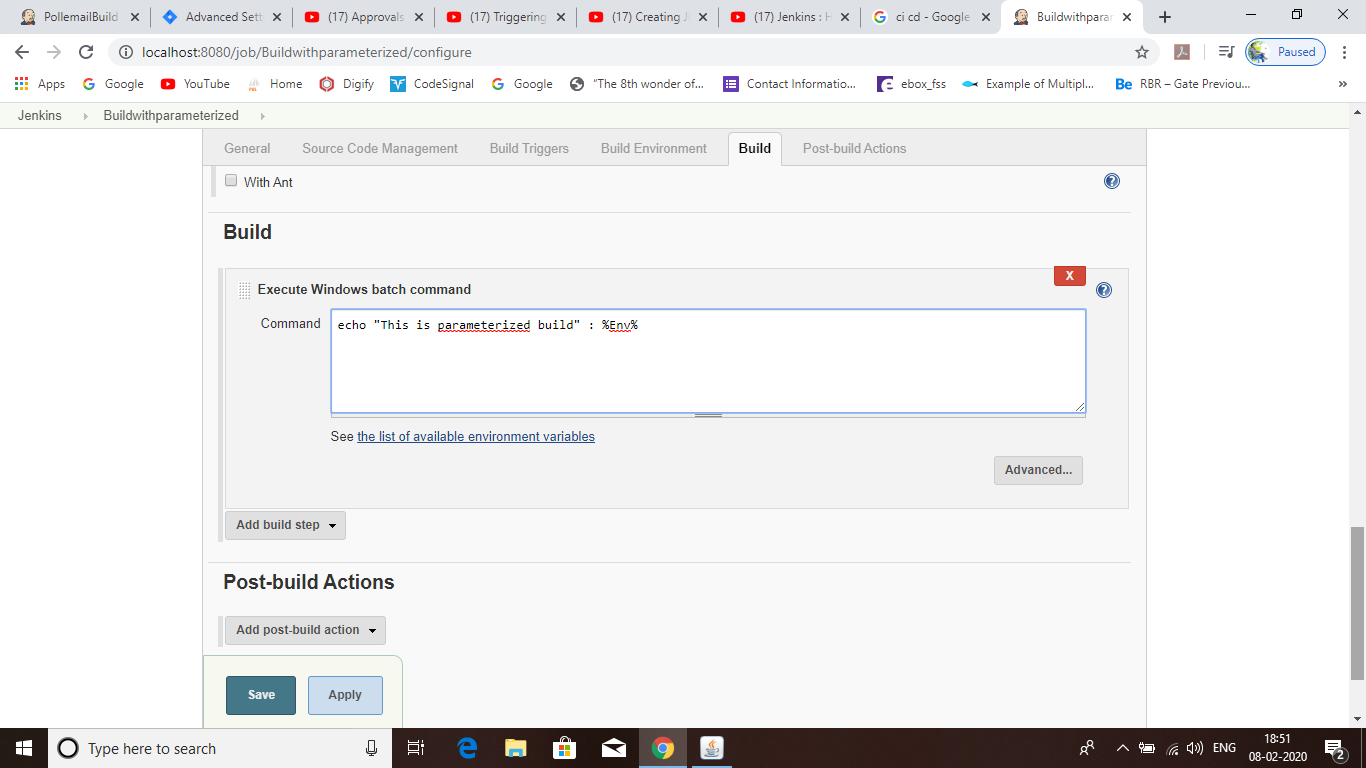 PollemailBuild
Advanced Sett
(17) Approvals
(17) Triggering
(17) Creating J
(17) Jenkins : H
ci cd - Google
Buildwithparar
localhost:8080/job/Buildwithparameterized/configure
Paused
Apps
Google
YouTube
Home
Digify
CodeSignal
Google
"The 8th wonder of...
Contact Informatio...
ebox_fss
Example of Multipl...
Be RBR – Gate Previou...
»
Jenkins
Buildwithparameterized
General
Source Code Management
Build Triggers
Build Environment
Build
Post-build Actions
With Ant
?
Build
X
Execute Windows batch command
?
Command
echo "This is parameterized build" : %Env%
See the list of available environment variables
Advanced...
Add build step
Post-build Actions
Add post-build action
Save
Apply
Type here to search
ENG
18:51
08-02-2020
2